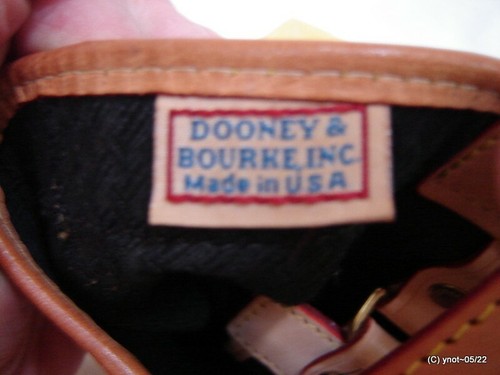 DOONEY &
BOURKE, INC.
Made in U S A
(C) ynot~05/22